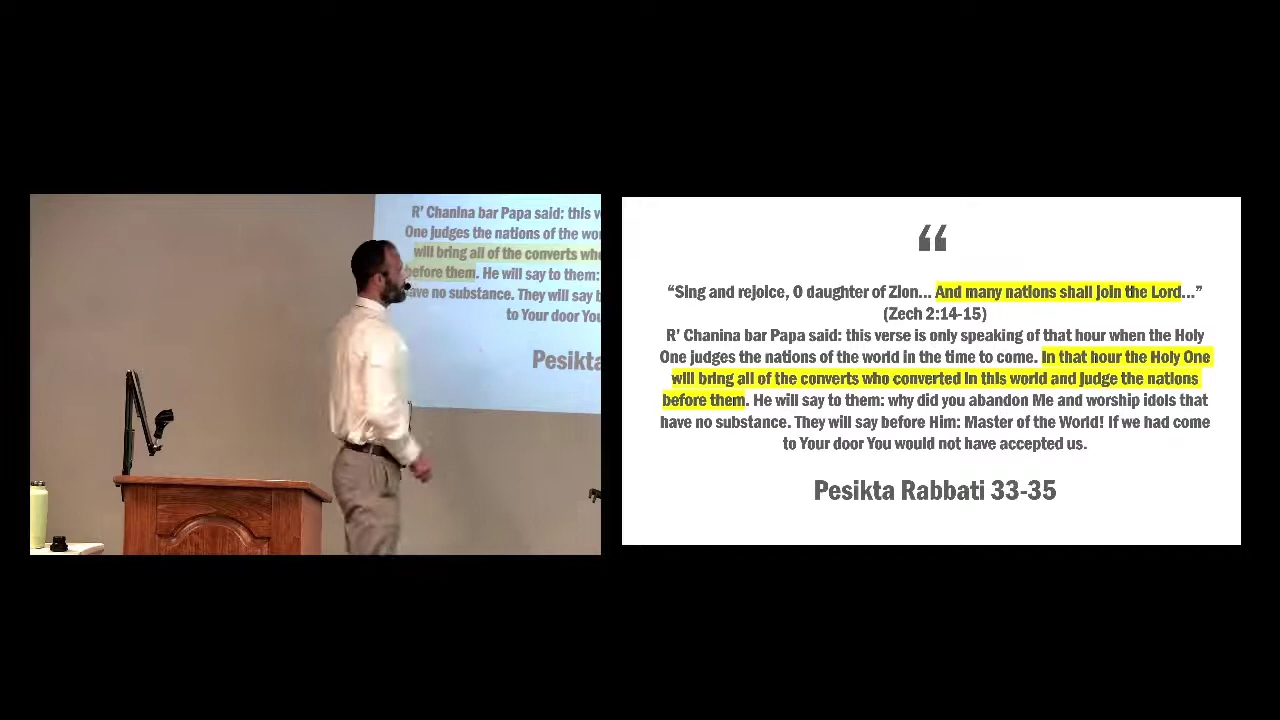 R' Chanina bar Papa said: this v
One judges the nations of the wor
will bring all of the converts who
before them. He will say to them:
have no substance. They will say b
to Your door You
Pesikta
“
“Sing and rejoice, O daughter of Zion... And many nations shall join the Lord...”
(Zech 2:14-15)
R' Chanina bar Papa said: this verse is only speaking of that hour when the Holy
One judges the nations of the world in the time to come. In that hour the Holy One
will bring all of the converts who converted in this world and judge the nations
before them. He will say to them: why did you abandon Me and worship idols that
have no substance. They will say before Him: Master of the World! If we had come
to Your door You would not have accepted us.
Pesikta Rabbati 33-35